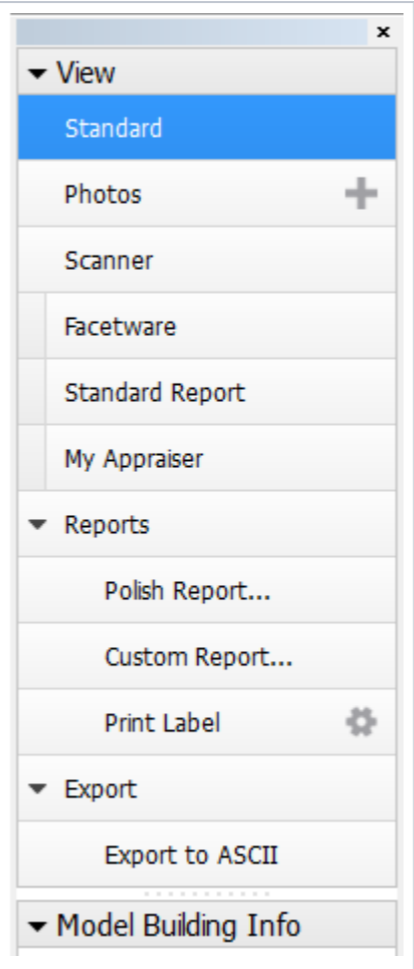 View
Standard
Photos
Scanner
Facetware
Standard Report
My Appraiser
Reports
Polish Report...
Custom Report...
Print Label
Export
Export to ASCII
Model Building Info